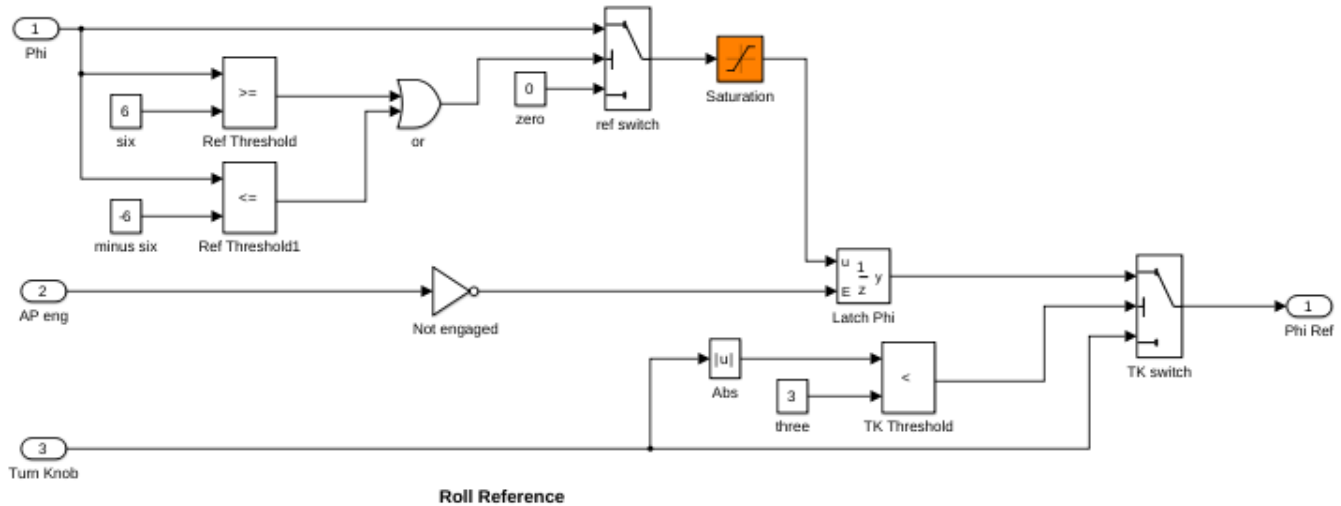 1
Phi
6
six
>=
Ref Threshold
-6
minus six
<=
Ref Threshold1
or
0
zero
ref switch
Saturation
2
AP eng
Not engaged
u
1
z
y
E
Latch Phi
|u|
Abs
3
three
<
TK Threshold
TK switch
1
Phi Ref
3
Turn Knob
Roll Reference